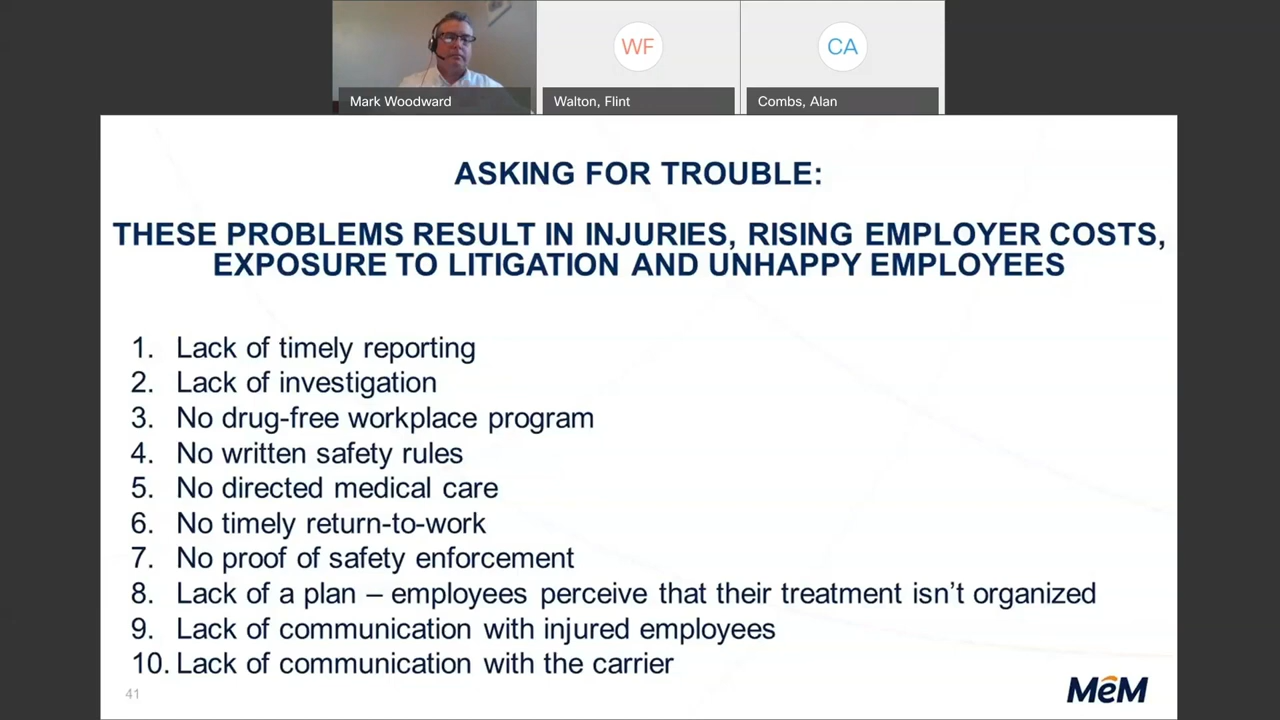 WF
CA
Mark Woodward
Walton, Flint
Combs, Alan
ASKING FOR TROUBLE:
THESE PROBLEMS RESULT IN INJURIES, RISING EMPLOYER COSTS,
EXPOSURE TO LITIGATION AND UNHAPPY EMPLOYEES
1. Lack of timely reporting
2. Lack of investigation
3. No drug-free workplace program
4. No written safety rules
5. No directed medical care
6. No timely return-to-work
7. No proof of safety enforcement
8. Lack of a plan – employees perceive that their treatment isn’t organized
9. Lack of communication with injured employees
10. Lack of communication with the carrier
41
MêM